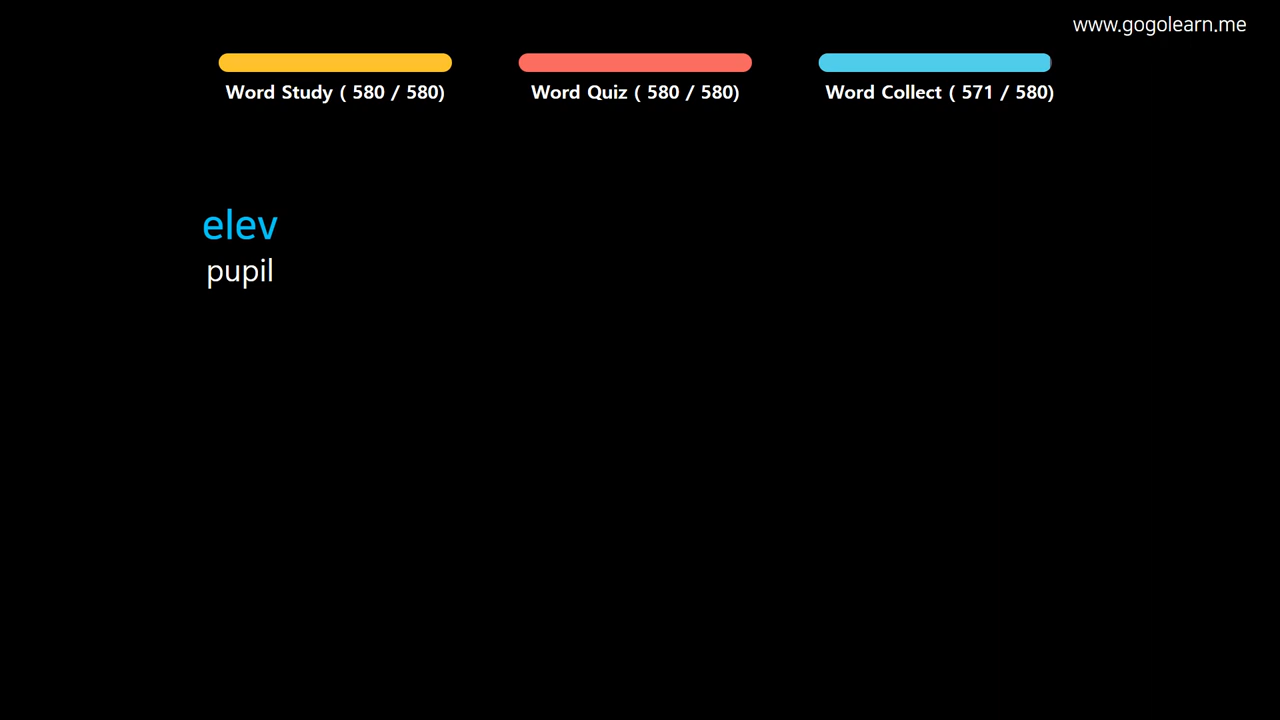 www.gogolearn.me
Word Study ( 580 / 580)
Word Quiz ( 580 / 580)
Word Collect ( 571 / 580)
elev
pupil